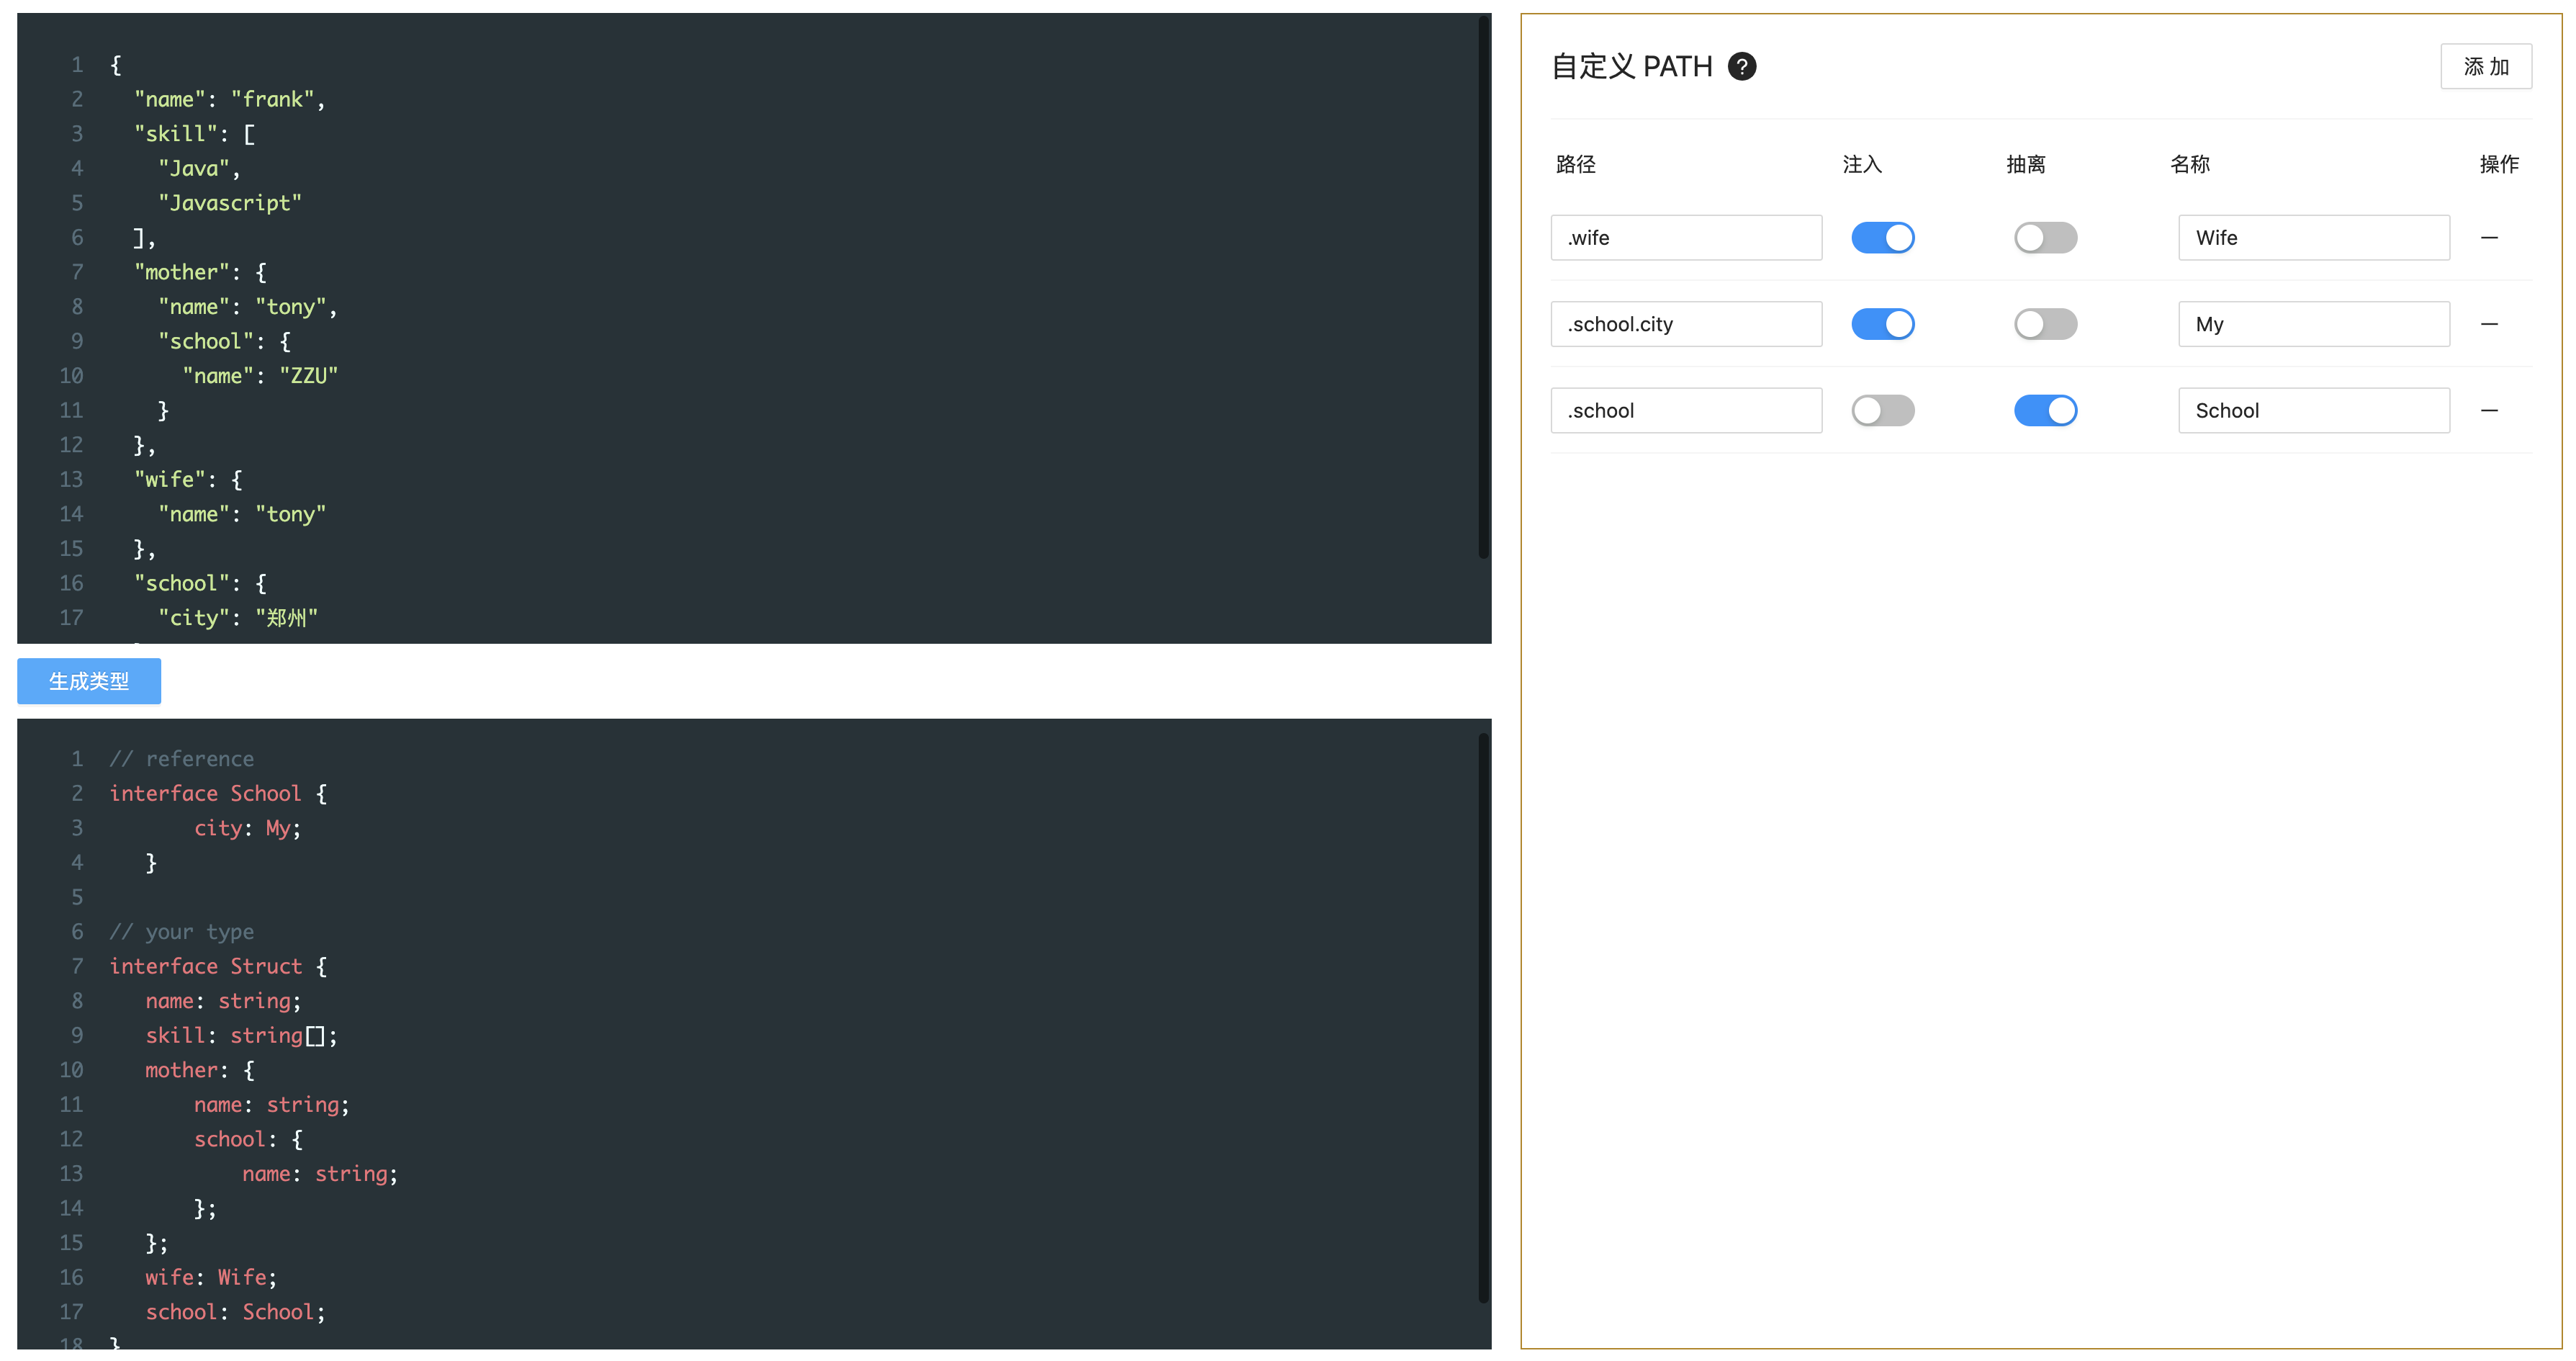 1 {
2 "name": "frank",
3 "skill": [
4 "Java",
5 "Javascript"
6 ],
7 "mother": {
8 "name": "tony",
9 "school": {
10 "name": "ZZU"
11 }
12 },
13 "wife": {
14 "name": "tony"
15 },
16 "school": {
17 "city": "郑州"
生成类型
1 // reference
2 interface School {
3 city: My;
4 }
5
6 // your type
7 interface Struct {
8 name: string;
9 skill: string[];
10 mother: {
11 name: string;
12 school: {
13 name: string;
14 };
15 };
16 wife: Wife;
17 school: School;
18 }
自定义 PATH ?
添 加
路径 注入 抽离 名称 操作
.wife Wife —
.school.city My —
.school School —